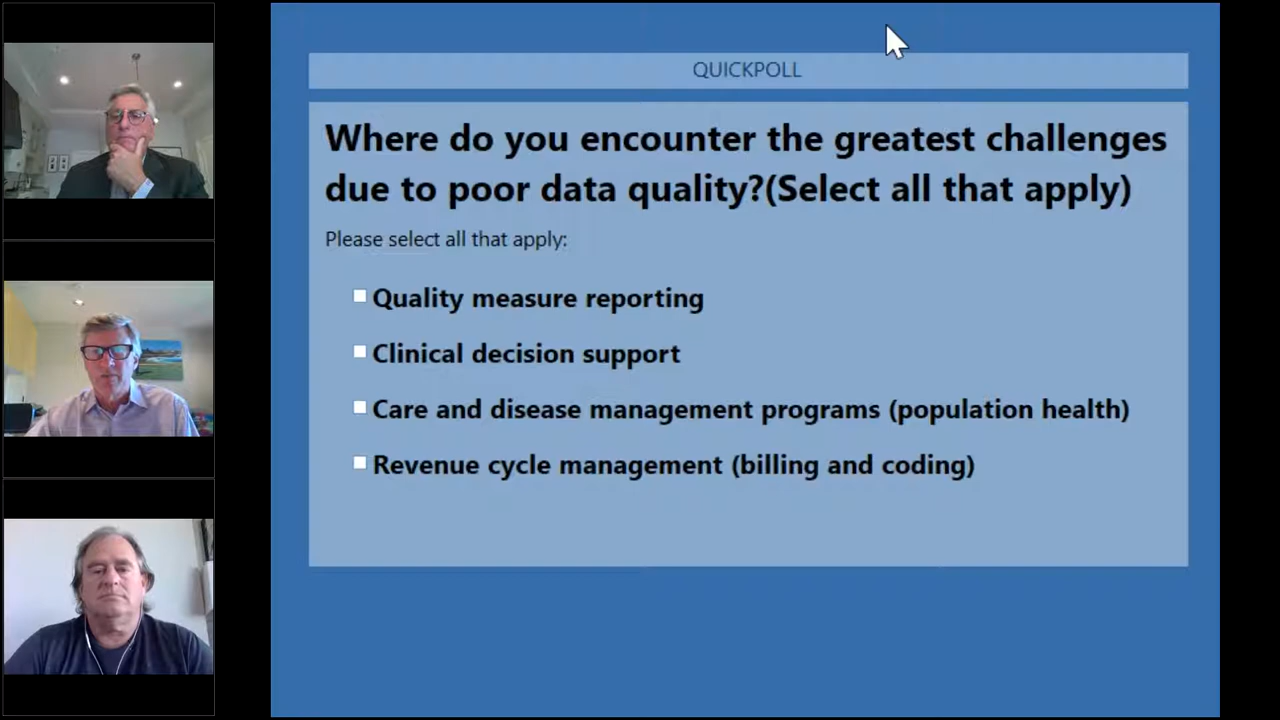 QUICKPOLL
Where do you encounter the greatest challenges
due to poor data quality?(Select all that apply)
Please select all that apply:
Quality measure reporting
Clinical decision support
Care and disease management programs (population health)
Revenue cycle management (billing and coding)